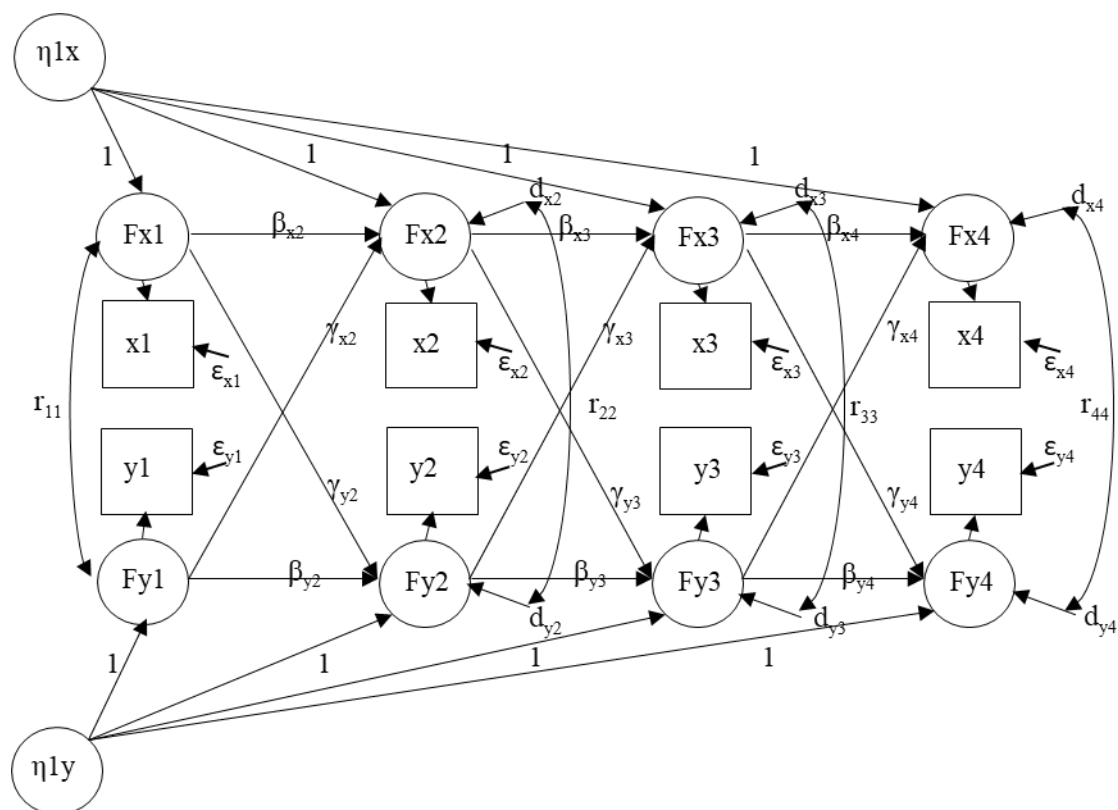 η1x
1 1 1 1
d_x2 d_x3 d_x4
Fx1 β_x2 Fx2 β_x3 Fx3 β_x4 Fx4
x1 γ_x2 x2 γ_x3 x3 γ_x4 x4
ε_x1 ε_x2 ε_x3 ε_x4
r_11 r_22 r_33 r_44
ε_y1 ε_y2 ε_y3 ε_y4
y1 γ_y2 y2 γ_y3 y3 γ_y4 y4
Fy1 β_y2 Fy2 β_y3 Fy3 β_y4 Fy4
d_y2 d_y3 d_y4
1 1 1 1
η1y